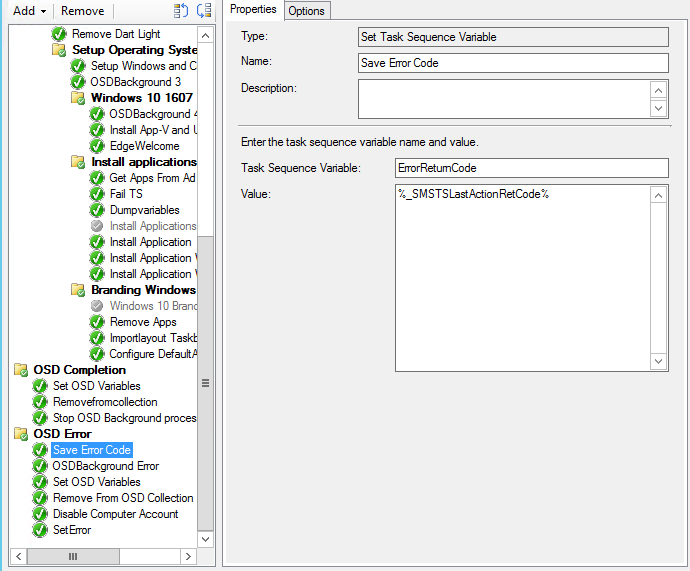 Add
Remove
Remove Dart Light
Setup Operating Syste
Setup Windows and C
OSDBackground 3
Windows 10 1607
OSDBackground 4
Install App-V and U
EdgeWelcome
Install applications
Get Apps From Ad
Fail TS
Dumpvariables
Install Applications
Install Application
Install Application V
Install Application V
Branding Windows
Windows 10 Branc
Remove Apps
Importlayout Taskb
Configure DefaultA
OSD Completion
Set OSD Variables
Removefromcollection
Stop OSD Background proces
OSD Error
Save Error Code
OSDBackground Error
Set OSD Variables
Remove From OSD Collection
Disable Computer Account
SetError
Properties
Options
Type:
Set Task Sequence Variable
Name:
Save Error Code
Description:
Enter the task sequence variable name and value.
Task Sequence Variable:
ErrorReturnCode
Value:
%_SMSTSLastActionRetCode%